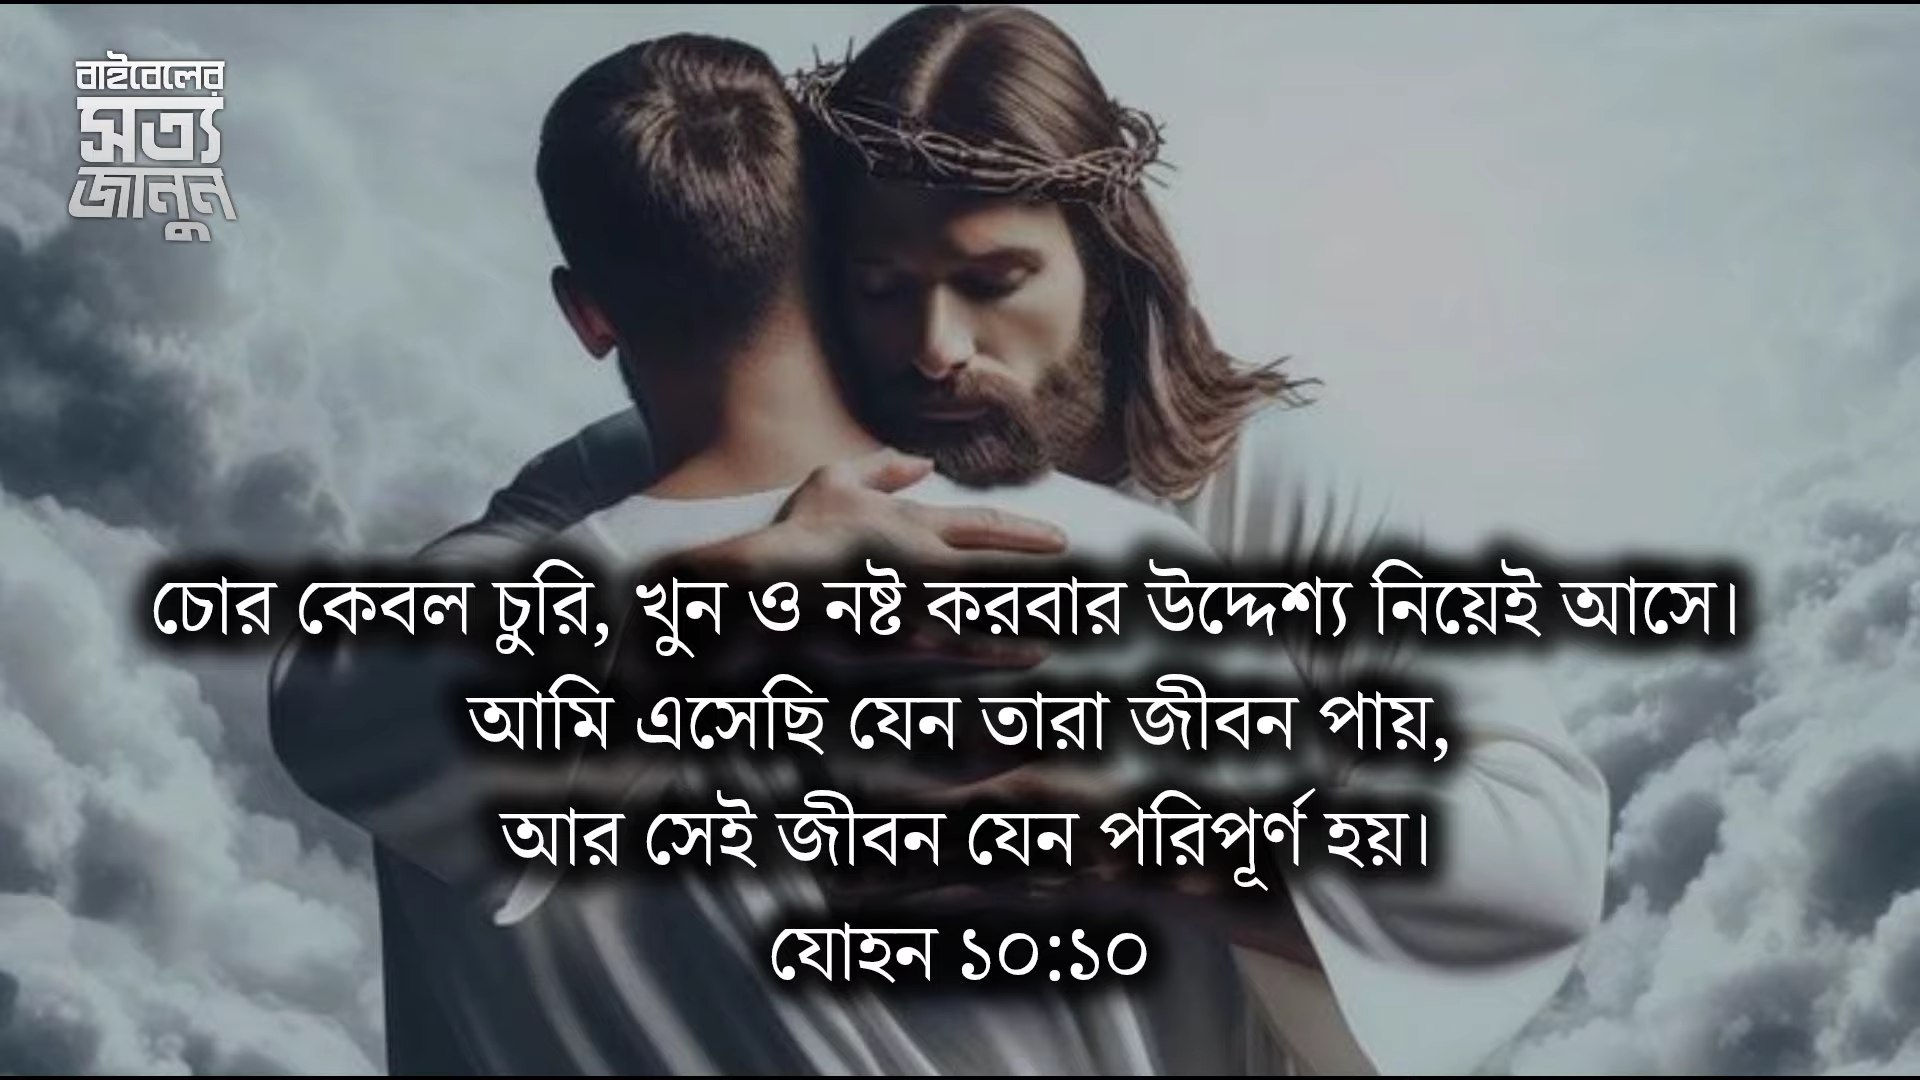 বাইবেলের
সত্য
জানুন
চোর কেবল চুরি, খুন ও নষ্ট করবার উদ্দেশ্য নিয়েই আসে।
আমি এসেছি যেন তারা জীবন পায়,
আর সেই জীবন যেন পরিপূর্ণ হয়।
যোহন ১০:১০